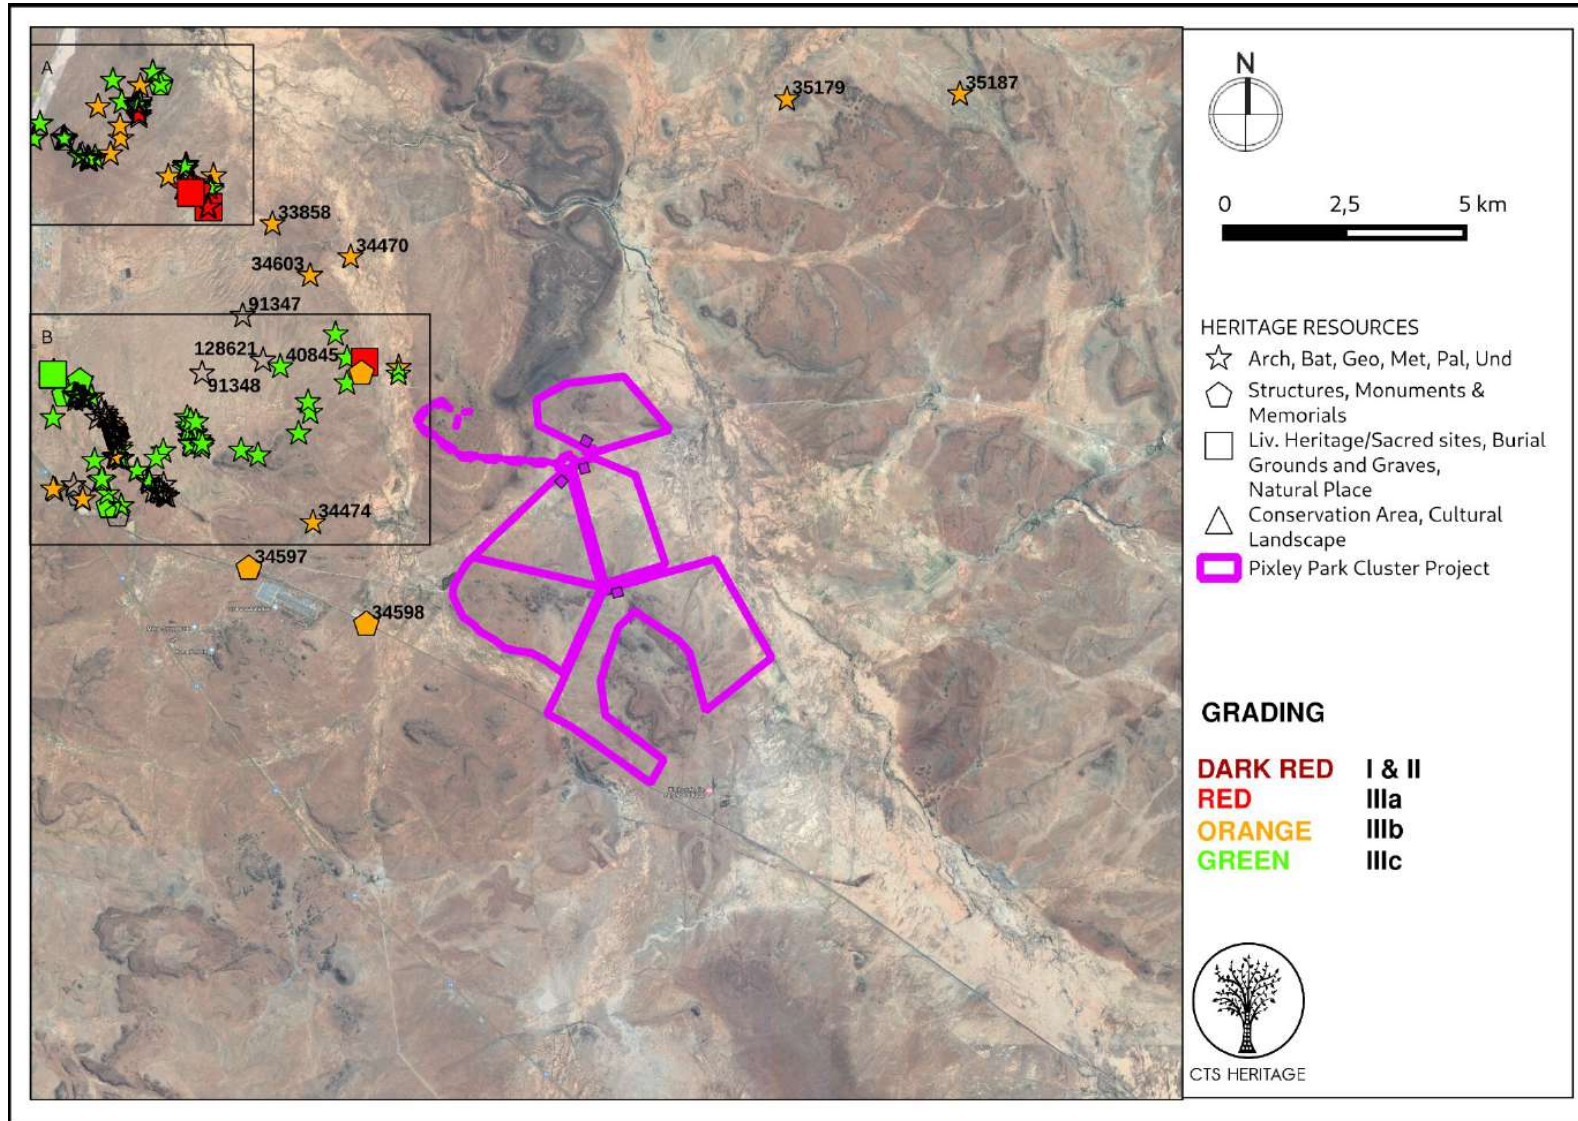 A
35179
35187
33858
34470
34603
91347
B
128621
40845
91348
34474
34597
34598
N
0 2,5 5 km
HERITAGE RESOURCES
Arch, Bat, Geo, Met, Pal, Und
Structures, Monuments &
Memorials
Liv. Heritage/Sacred sites, Burial
Grounds and Graves,
Natural Place
Conservation Area, Cultural
Landscape
Pixley Park Cluster Project
GRADING
DARK RED I & II
RED IIIa
ORANGE IIIb
GREEN IIIc
CTS HERITAGE